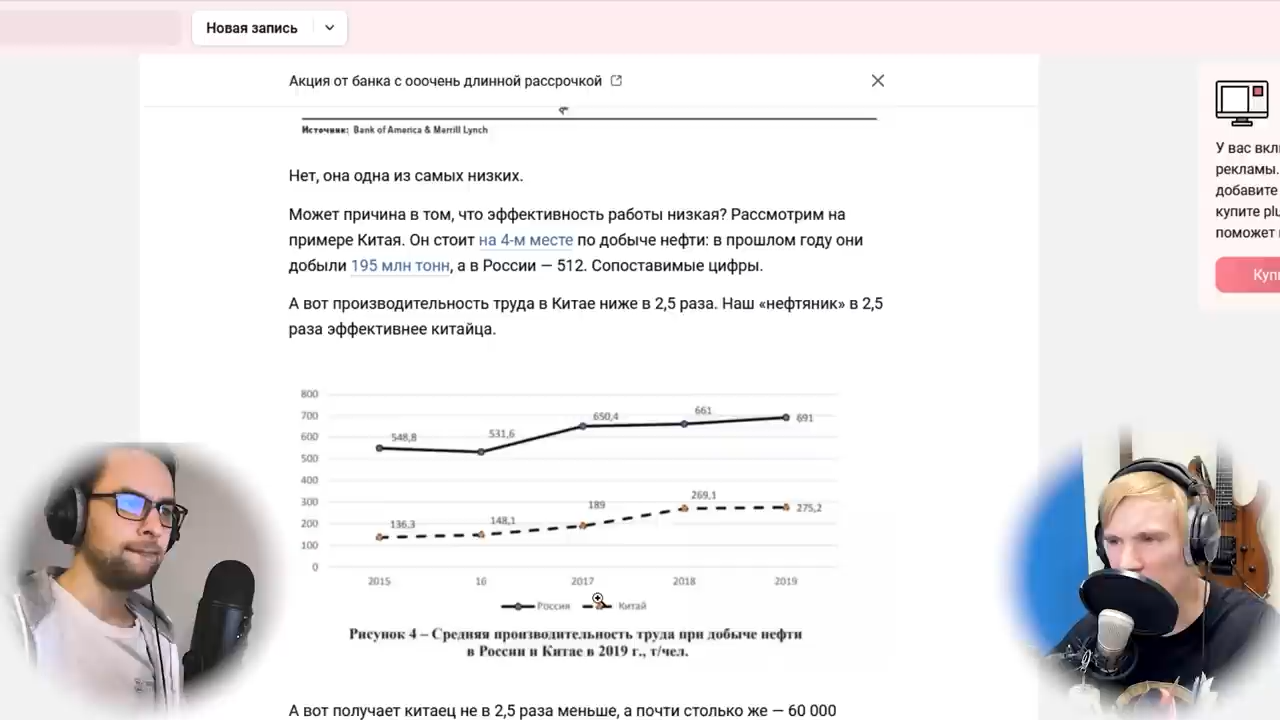 Новая запись
Акция от банка с ооочень длинной рассрочкой
Источник: Bank of America & Merrill Lynch
У вас вкл
рекламы.
добавите
купите plu
поможет
Купи
Нет, она одна из самых низких.
Может причина в том, что эффективность работы низкая? Рассмотрим на
примере Китая. Он стоит на 4-м месте по добыче нефти: в прошлом году они
добыли 195 млн тонн, а в России — 512. Сопоставимые цифры.
А вот производительность труда в Китае ниже в 2,5 раза. Наш «нефтяник» в 2,5
раза эффективнее китайца.
800
700
600
500
400
300
200
100
0
548,8
531,6
650,4
661
691
136,3
148,1
189
269,1
275,2
2015 16 2017 2018 2019
Россия Китай
Рисунок 4 – Средняя производительность труда при добыче нефти
в России и Китае в 2019 г., т/чел.
А вот получает китаец не в 2,5 раза меньше, а почти столько же — 60 000